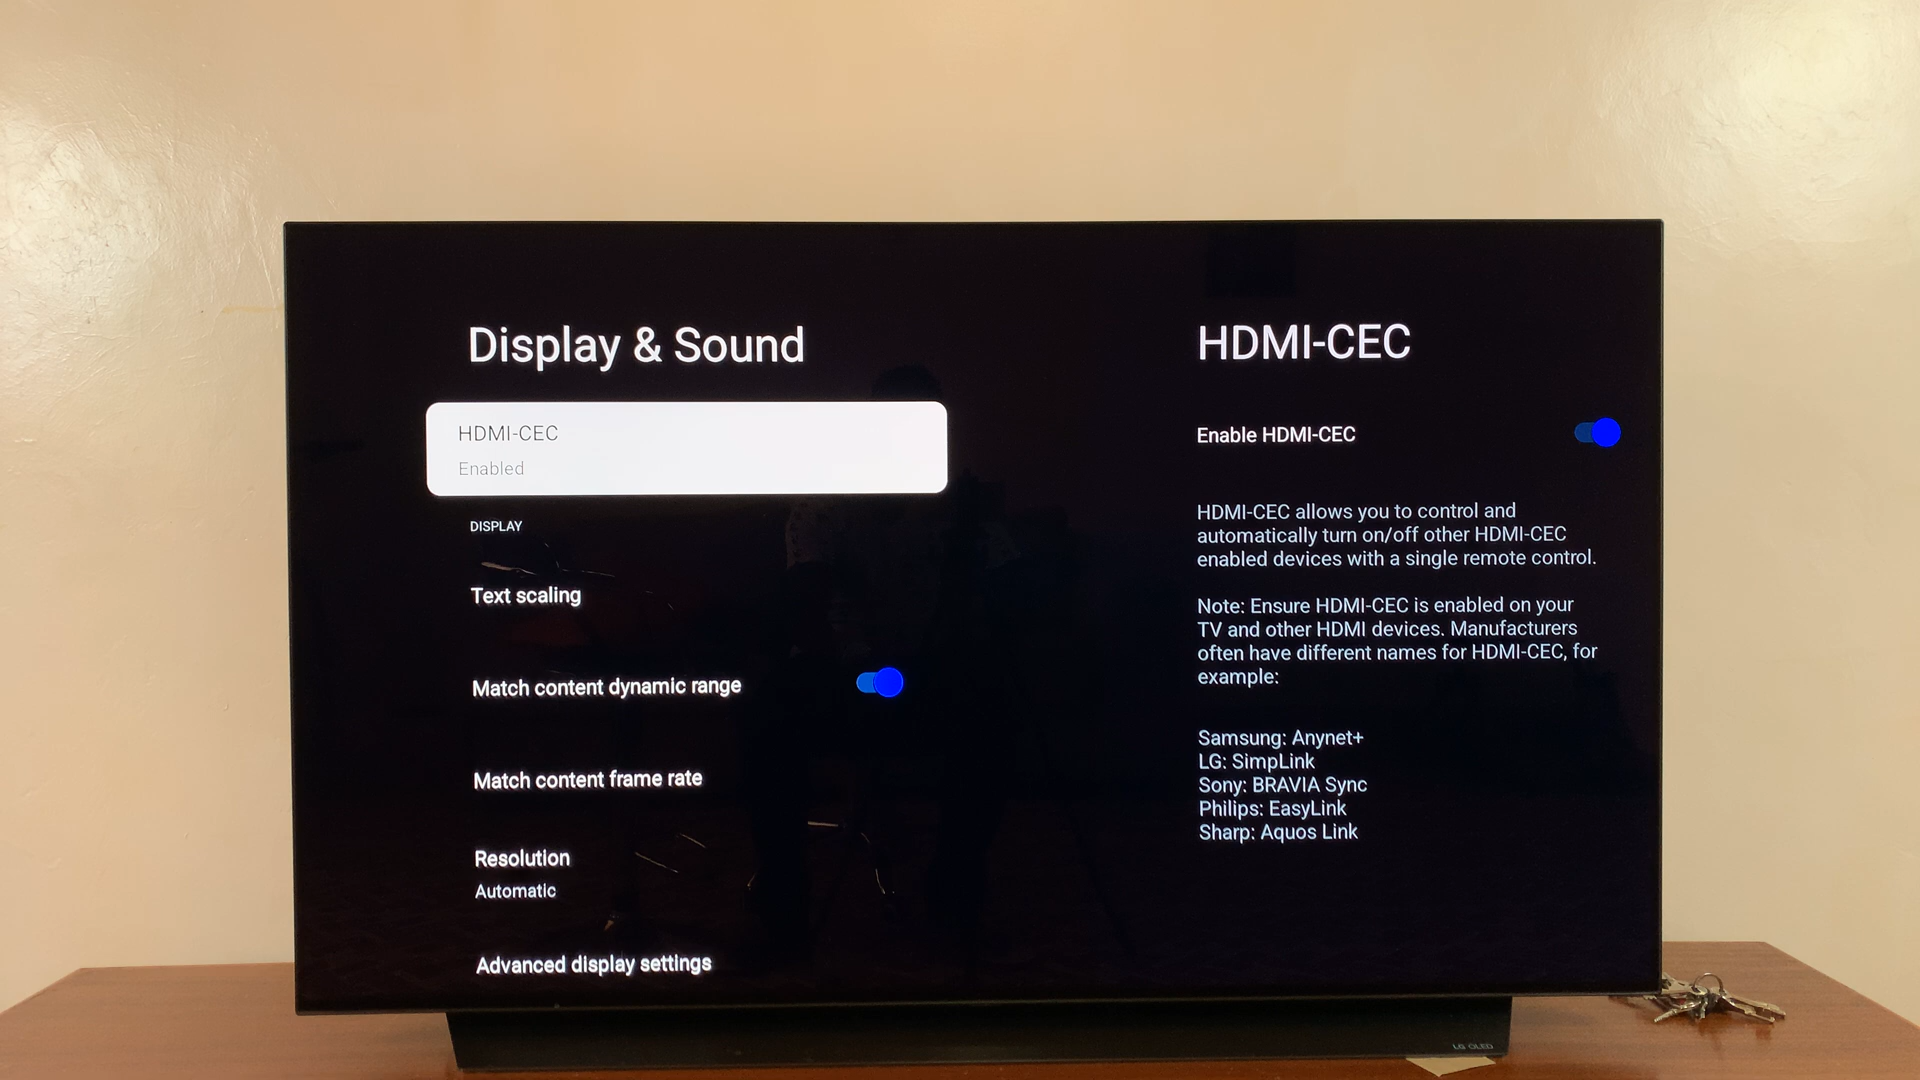 Display & Sound
HDMI-CEC
Enabled
DISPLAY
Text scaling
Match content dynamic range
Match content frame rate
Resolution
Automatic
Advanced display settings
HDMI-CEC
Enable HDMI-CEC
HDMI-CEC allows you to control and
automatically turn on/off other HDMI-CEC
enabled devices with a single remote control.
Note: Ensure HDMI-CEC is enabled on your
TV and other HDMI devices. Manufacturers
often have different names for HDMI-CEC, for
example:
Samsung: Anynet+
LG: SimpLink
Sony: BRAVIA Sync
Philips: EasyLink
Sharp: Aquos Link
LG OLED